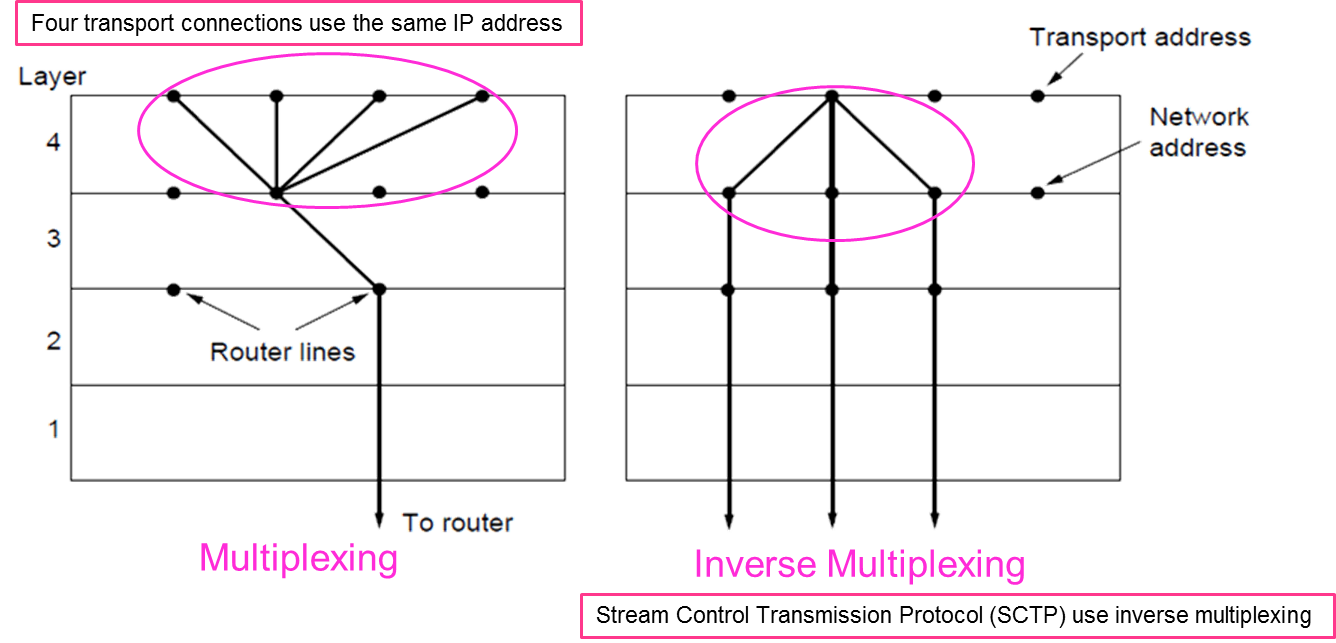 Four transport connections use the same IP address
Layer
4
3
2
1
Router lines
To router
Multiplexing
Transport address
Network
address
Inverse Multiplexing
Stream Control Transmission Protocol (SCTP) use inverse multiplexing